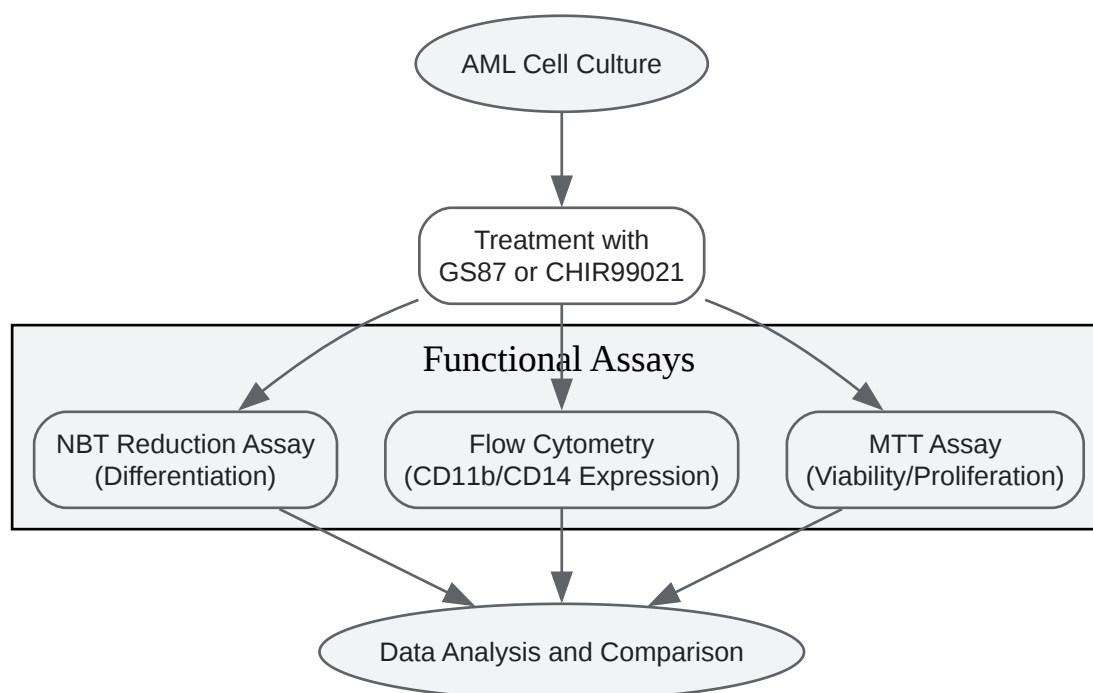 AML Cell Culture
Treatment with
GS87 or CHIR99021
Functional Assays
NBT Reduction Assay
(Differentiation)
Flow Cytometry
(CD11b/CD14 Expression)
MTT Assay
(Viability/Proliferation)
Data Analysis and Comparison